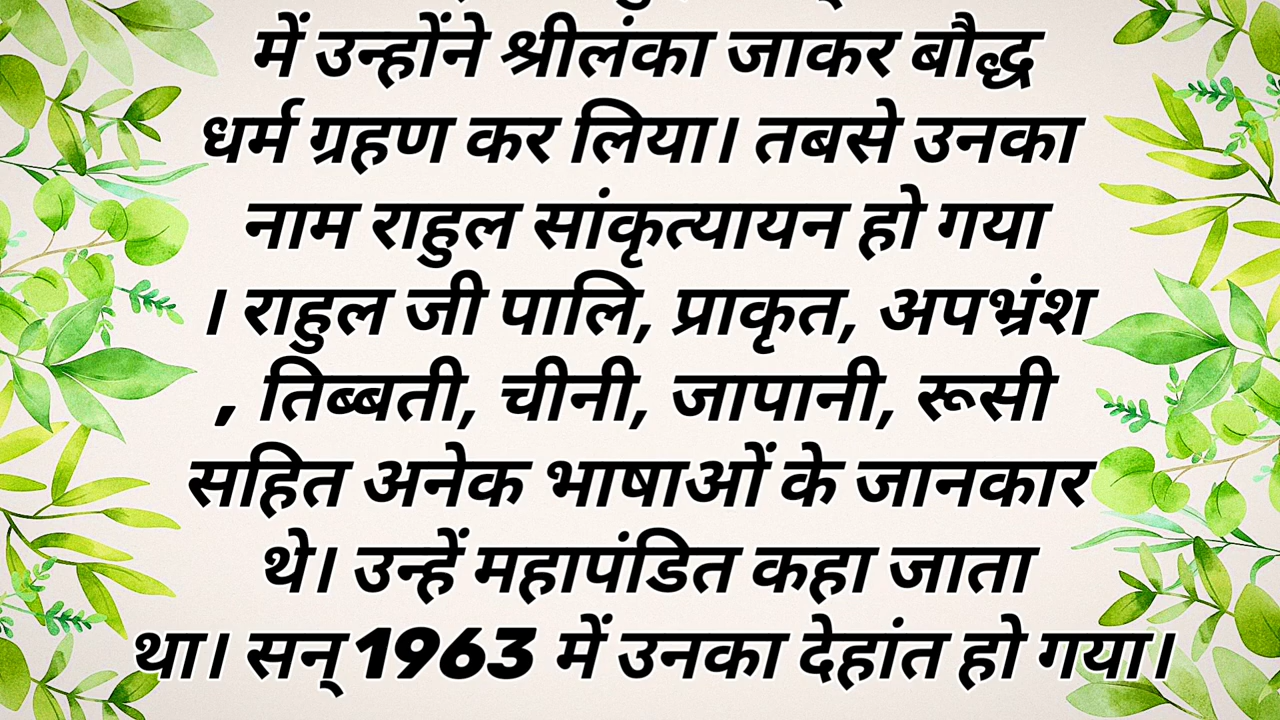 में उन्होंने श्रीलंका जाकर बौद्ध
धर्म ग्रहण कर लिया। तबसे उनका
नाम राहुल सांकृत्यायन हो गया
। राहुल जी पालि, प्राकृत, अपभ्रंश
, तिब्बती, चीनी, जापानी, रूसी
सहित अनेक भाषाओं के जानकार
थे। उन्हें महापंडित कहा जाता
था। सन् 1963 में उनका देहांत हो गया।